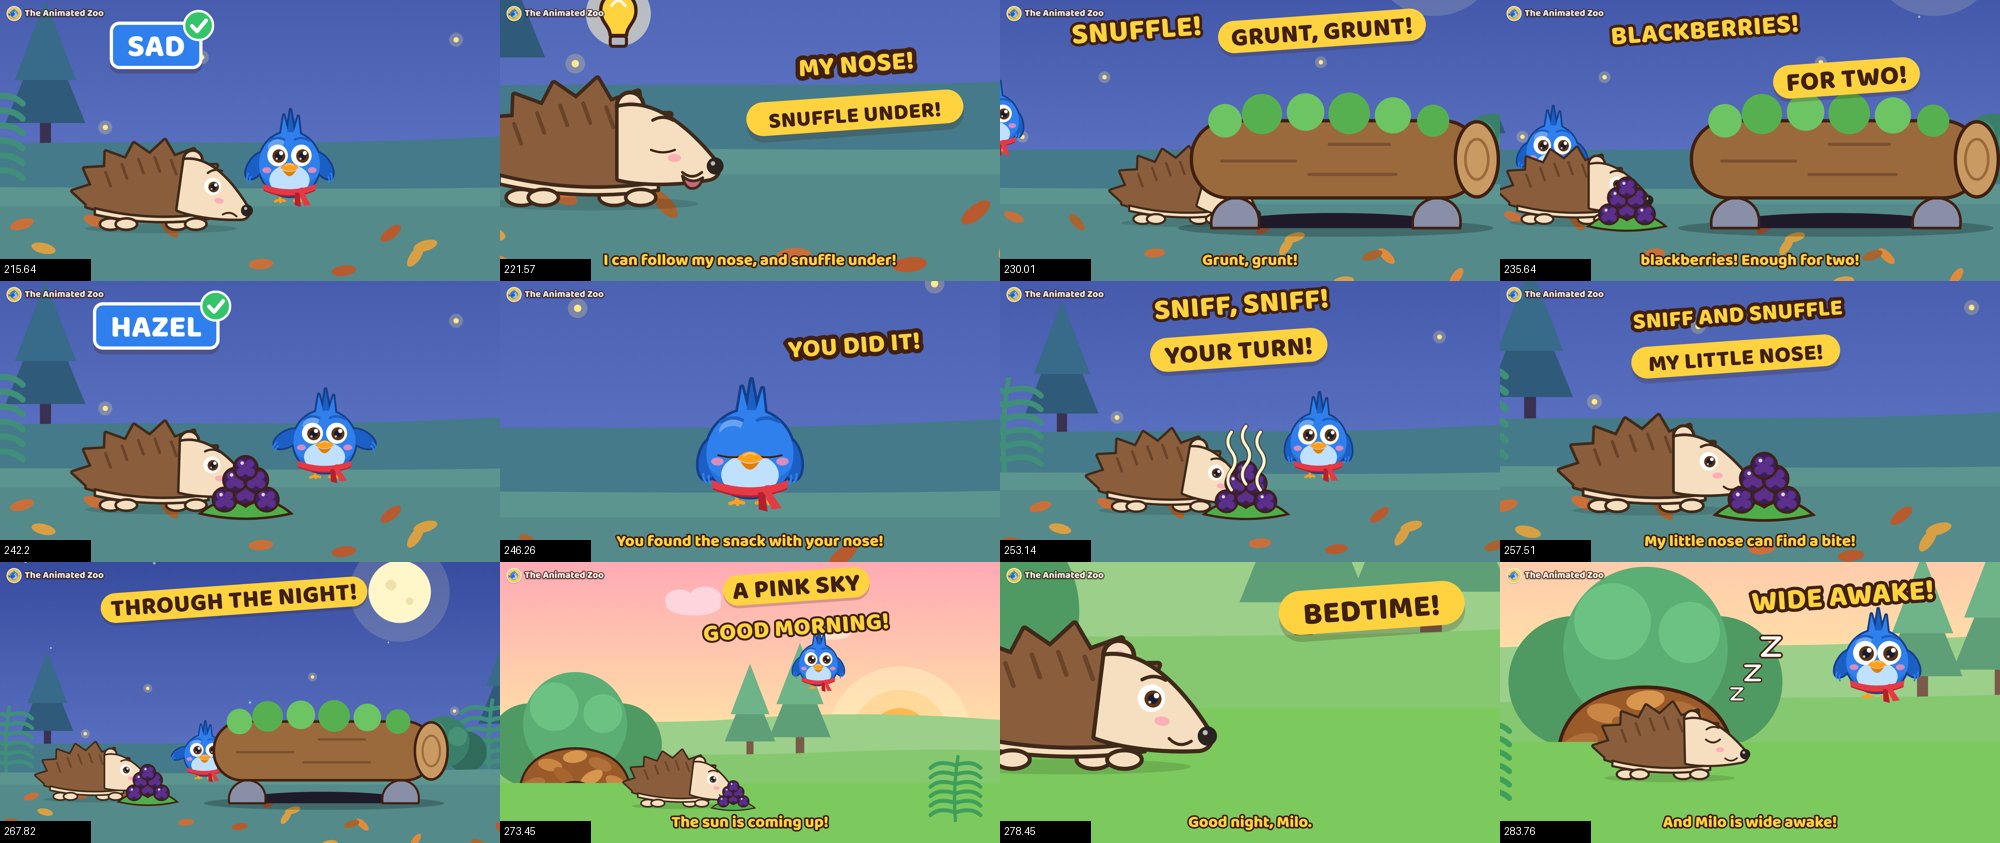 The Animated Zoo
SAD
215.64
The Animated Zoo
MY NOSE!
SNUFFLE UNDER!
I can follow my nose, and snuffle under!
221.57
The Animated Zoo
SNUFFLE!
GRUNT, GRUNT!
Grunt, grunt!
230.01
The Animated Zoo
BLACKBERRIES!
FOR TWO!
blackberries! Enough for two!
235.64
The Animated Zoo
HAZEL
242.2
The Animated Zoo
YOU DID IT!
You found the snack with your nose!
246.26
The Animated Zoo
SNIFF, SNIFF!
YOUR TURN!
253.14
The Animated Zoo
SNIFF AND SNUFFLE
MY LITTLE NOSE!
My little nose can find a bite!
257.51
The Animated Zoo
THROUGH THE NIGHT!
267.82
The Animated Zoo
A PINK SKY
GOOD MORNING!
The sun is coming up!
273.45
The Animated Zoo
BEDTIME!
Good night, Milo.
278.45
The Animated Zoo
WIDE AWAKE!
Z
Z
Z
And Milo is wide awake!
283.76